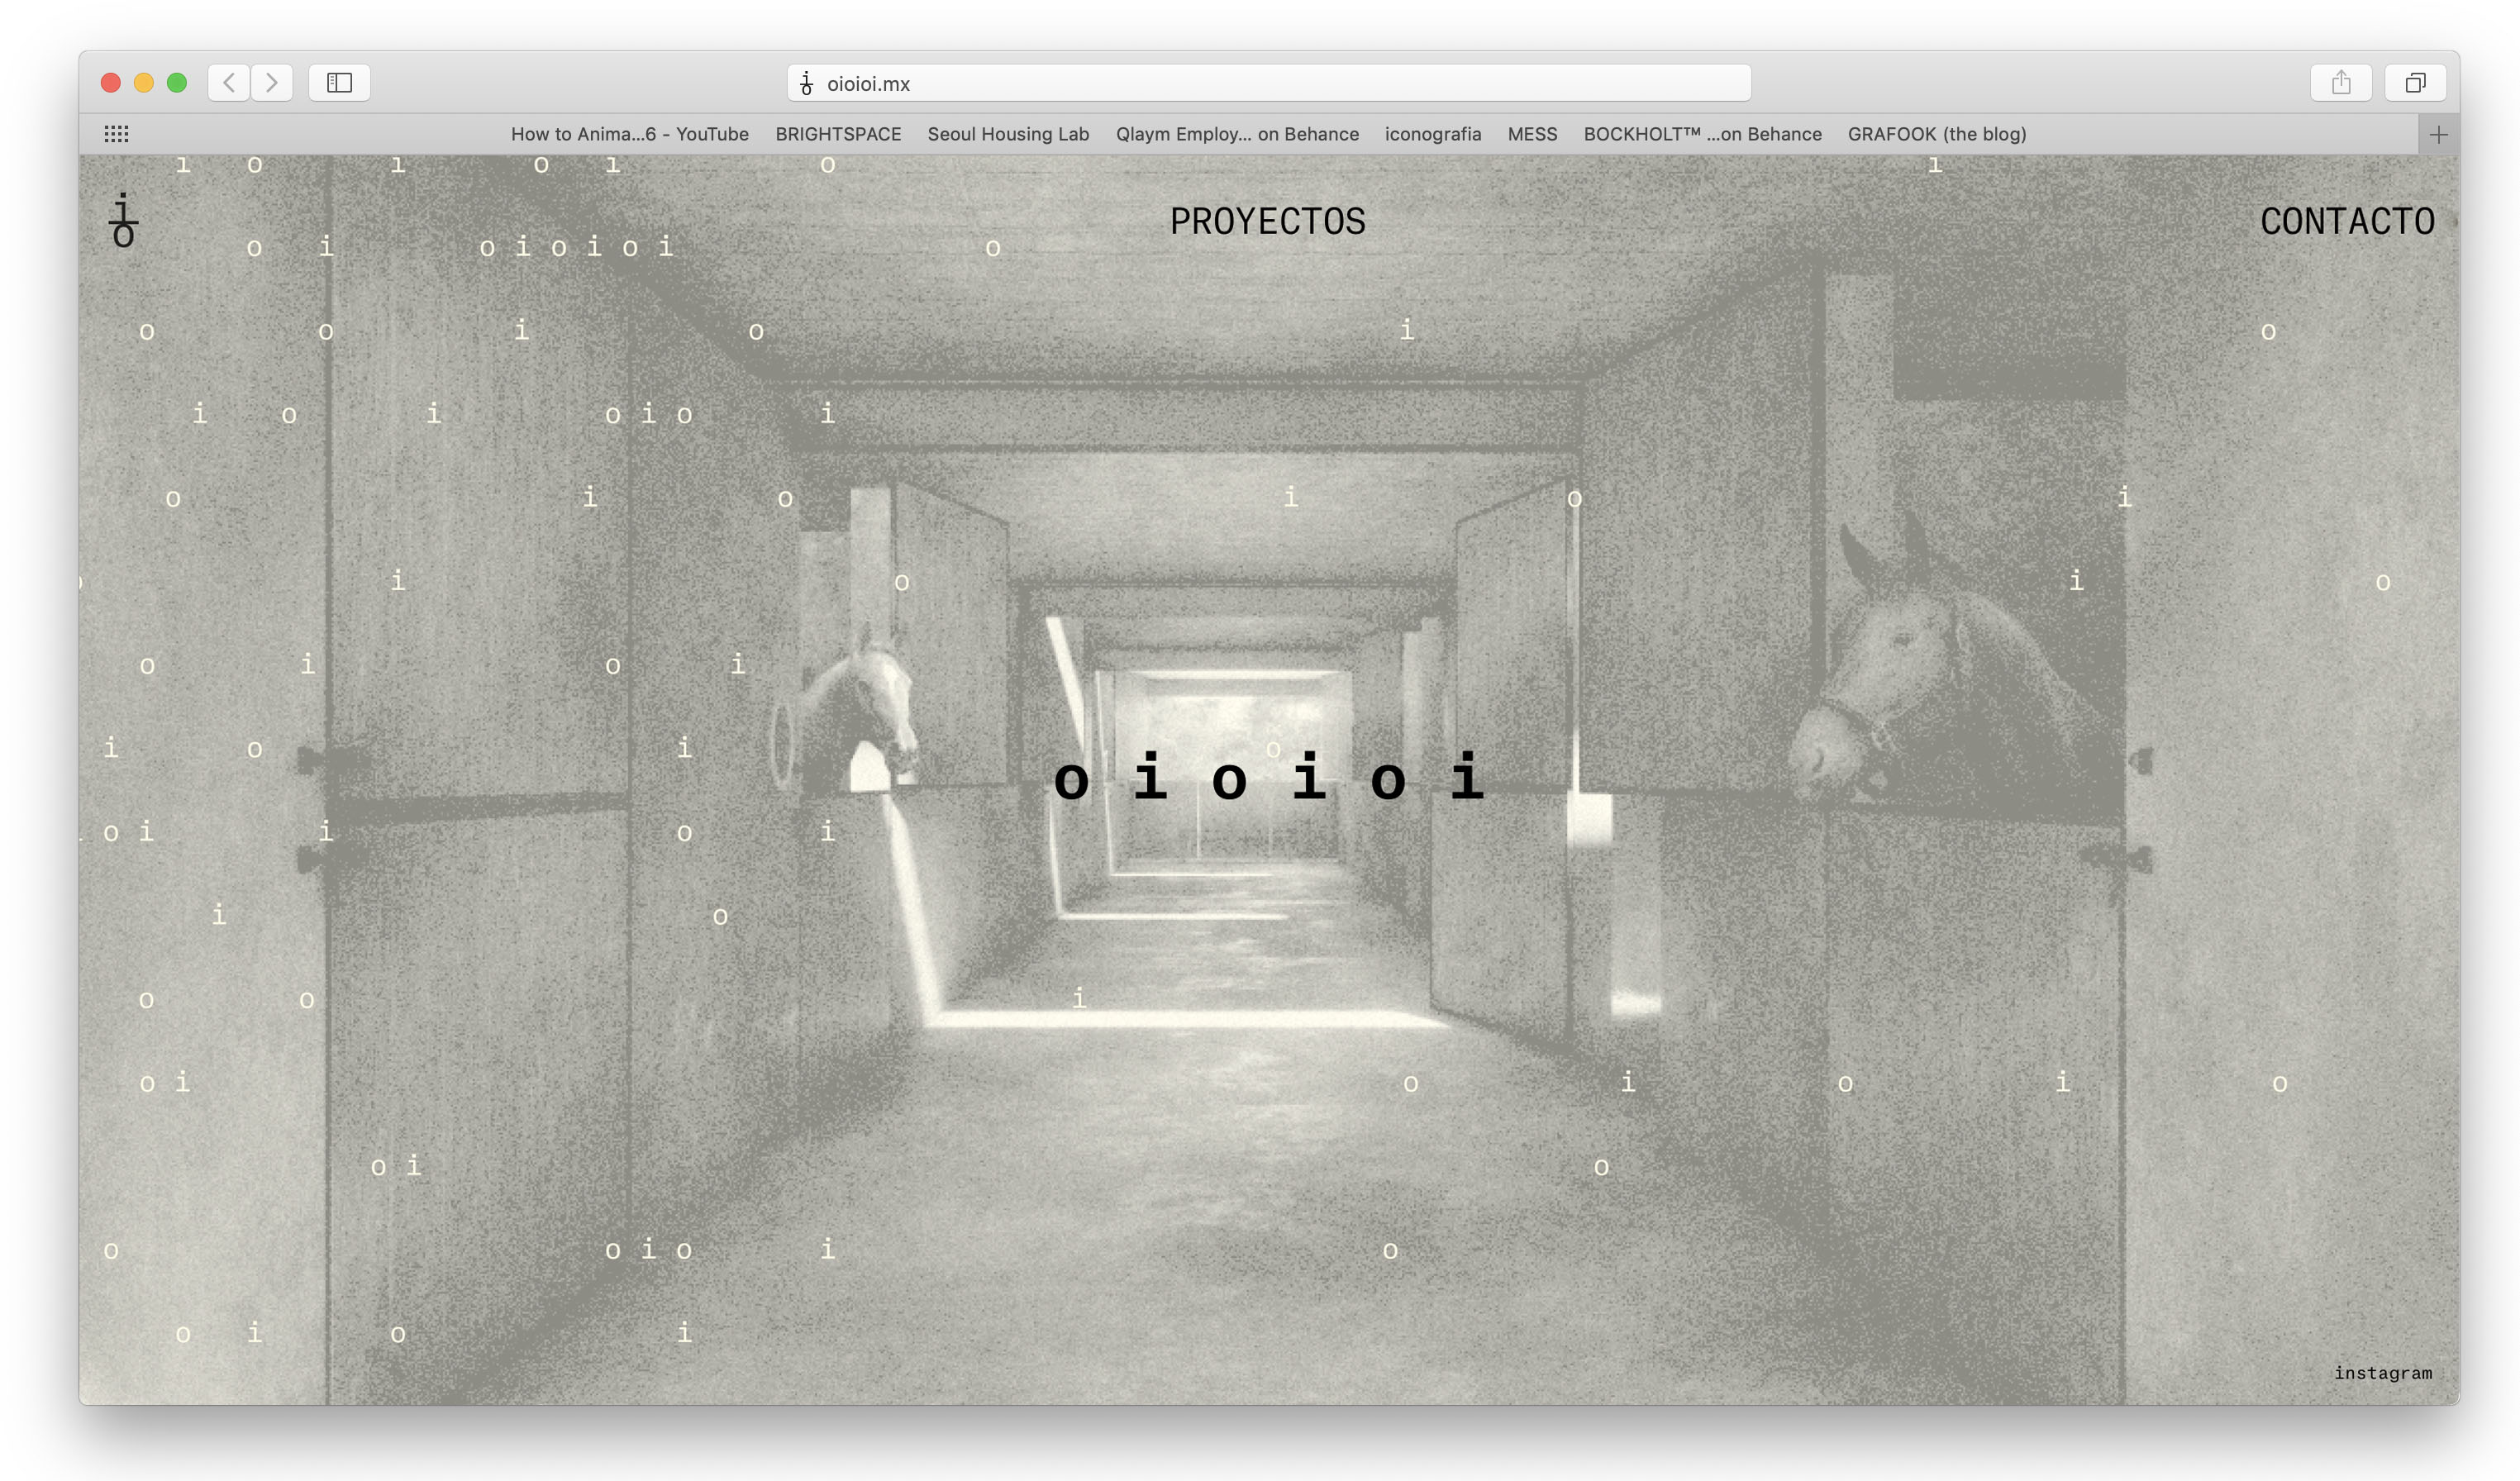 oioioi.mx
How to Anima...6 - YouTube BRIGHTSPACE Seoul Housing Lab Qlaym Employ... on Behance iconografia MESS BOCKHOLT™ ...on Behance GRAFOOK (the blog)
i o i o i o i
i
o
PROYECTOS
CONTACTO
o i o i o i o i o
o o i o i o
i o i o i o i
o i o i o i
i o i o
o i o i
i o i o
o i o i o i
o i i o i
i o
o o i
o i o i o i o
o i o
o o i o i o
o i o i
instagram